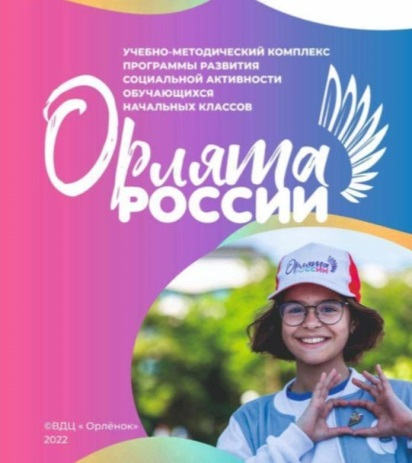 УЧЕБНО-МЕТОДИЧЕСКИЙ КОМПЛЕКС
ПРОГРАММЫ РАЗВИТИЯ
СОЦИАЛЬНОЙ АКТИВНОСТИ
ОБУЧАЮЩИХСЯ
НАЧАЛЬНЫХ КЛАССОВ
Орлята
РОССИИ
Орлята
РОССИИ
©ВДЦ « Орлёнок»
2022